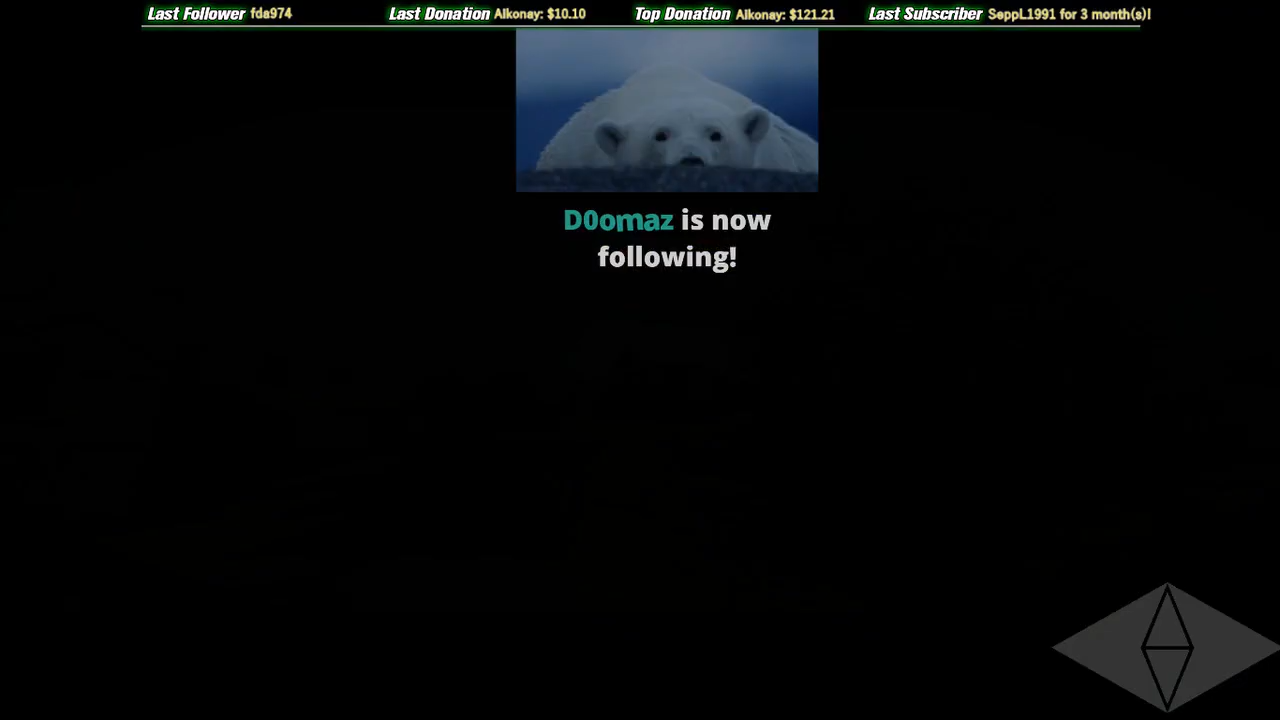 Last Follower fda974 Last Donation Alkonay: $10.10 Top Donation Alkonay: $121.21 Last Subscriber SeppL1991 for 3 month(s)!
D0omaz is now
following!